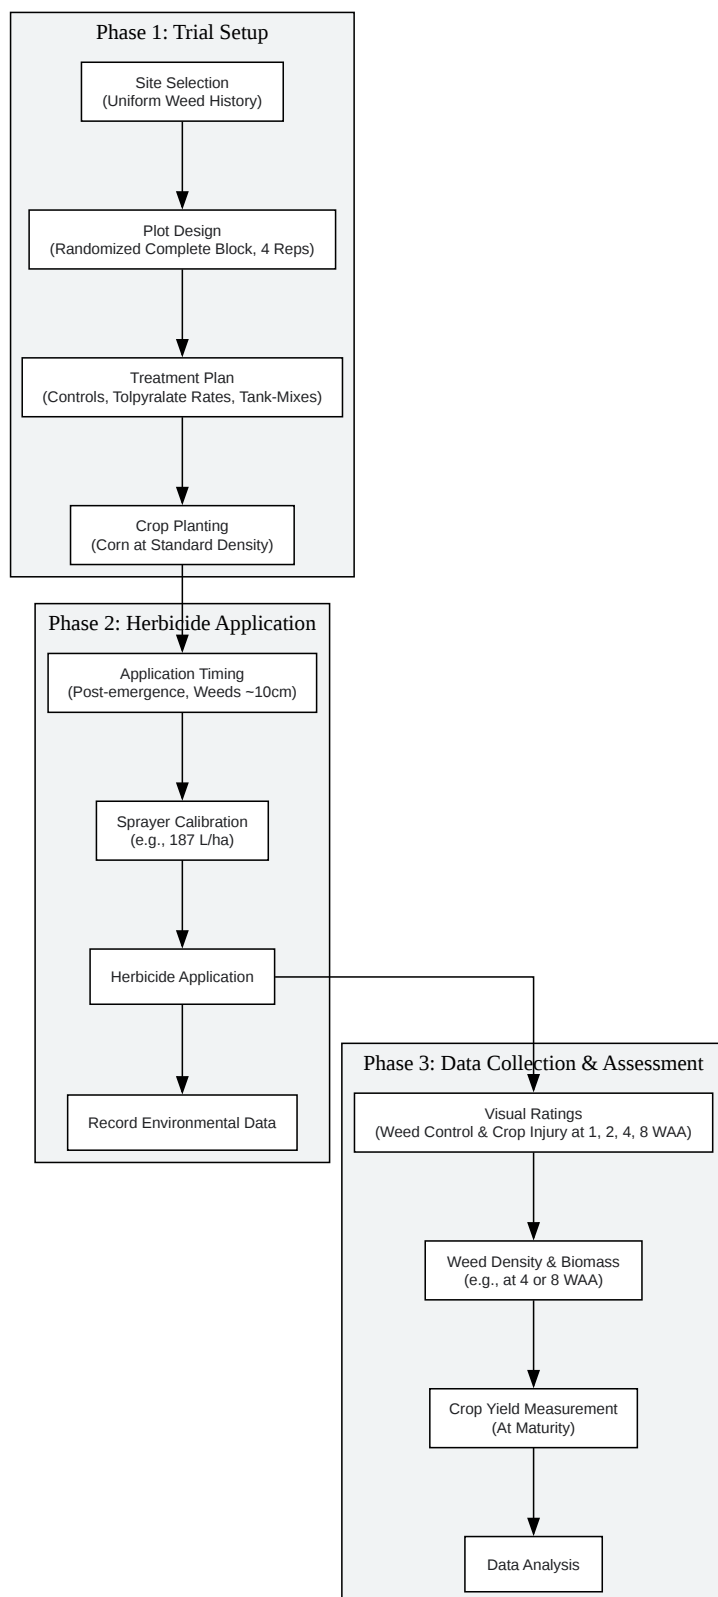 Phase 1: Trial Setup
Site Selection
(Uniform Weed History)
Plot Design
(Randomized Complete Block, 4 Reps)
Treatment Plan
(Controls, Tolpyralate Rates, Tank-Mixes)
Crop Planting
(Corn at Standard Density)
Phase 2: Herbicide Application
Application Timing
(Post-emergence, Weeds ~10cm)
Sprayer Calibration
(e.g., 187 L/ha)
Herbicide Application
Record Environmental Data
Phase 3: Data Collection & Assessment
Visual Ratings
(Weed Control & Crop Injury at 1, 2, 4, 8 WAA)
Weed Density & Biomass
(e.g., at 4 or 8 WAA)
Crop Yield Measurement
(At Maturity)
Data Analysis